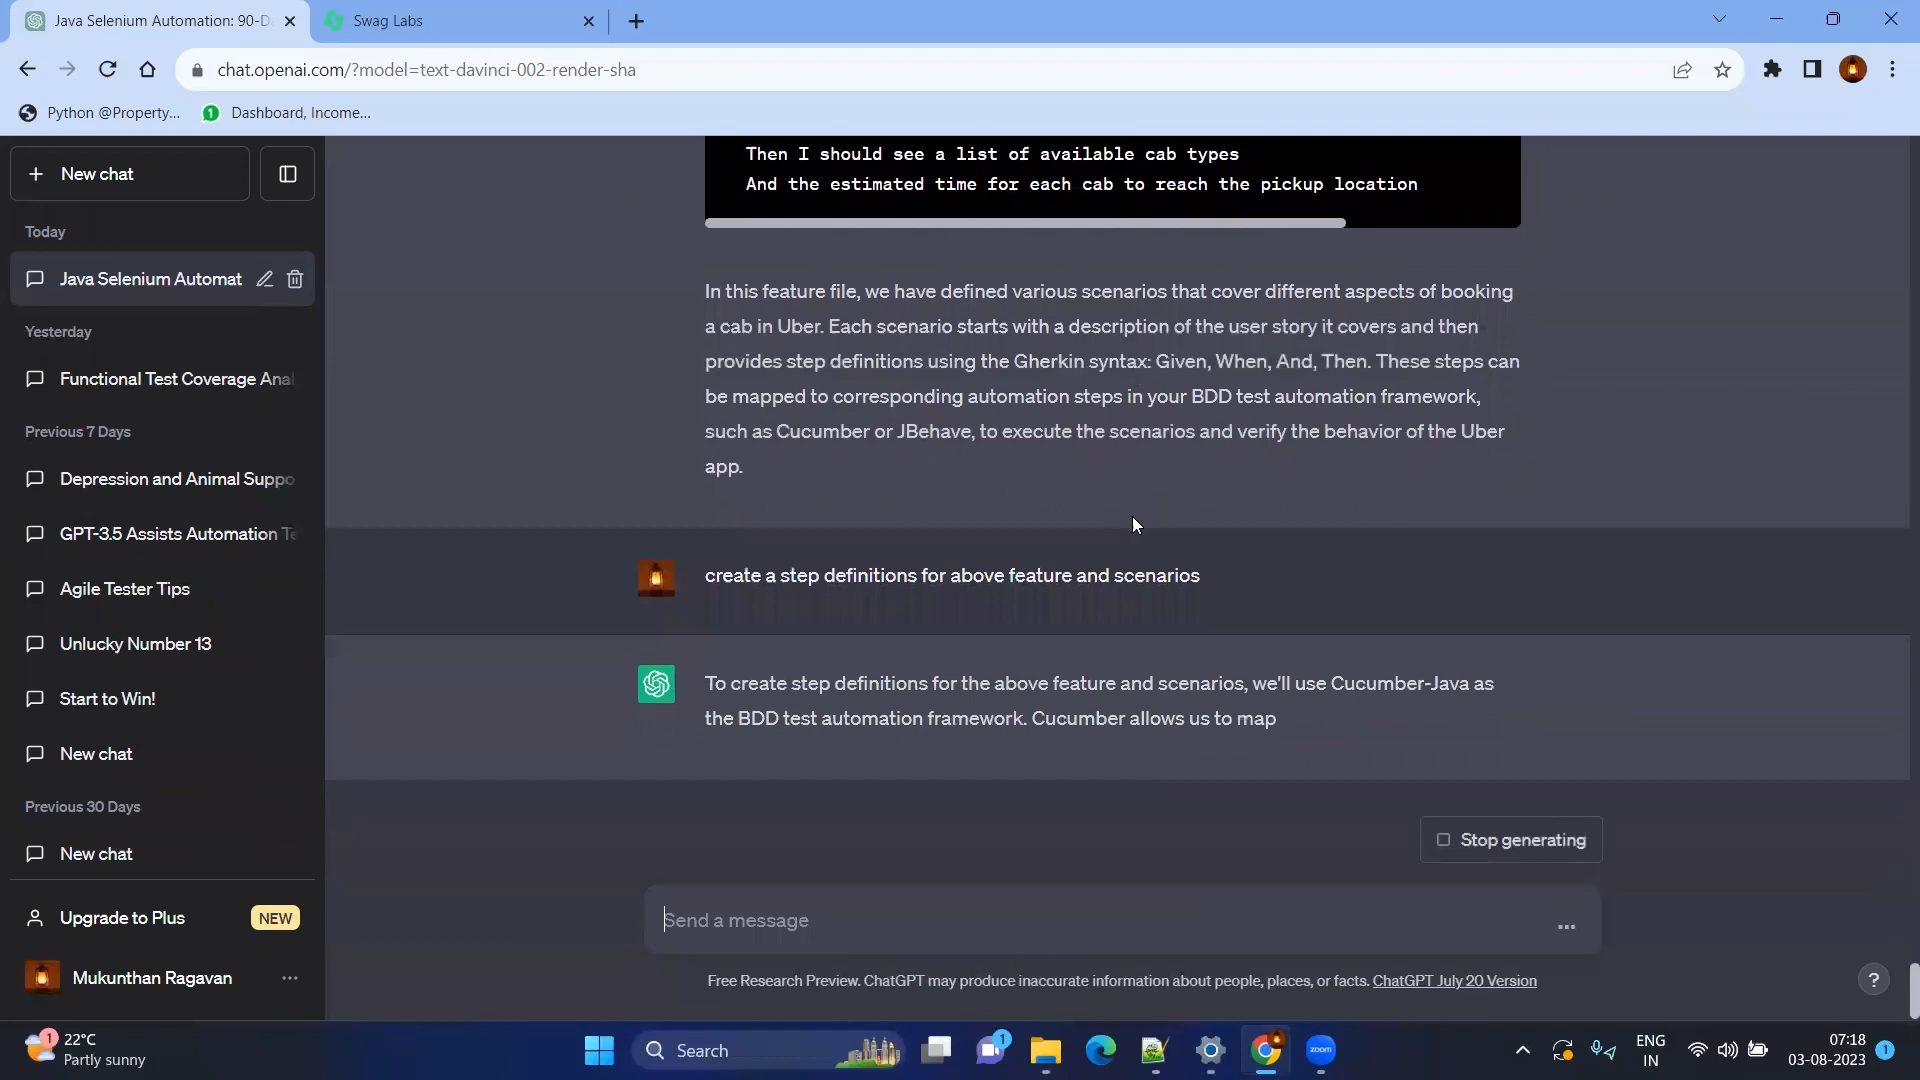 Java Selenium Automation: 90-D
Swag Labs
chat.openai.com/?model=text-davinci-002-render-sha
Python @Property...
Dashboard, Income...
New chat
Today
Java Selenium Automat
Yesterday
Functional Test Coverage Anal
Previous 7 Days
Depression and Animal Suppo
GPT-3.5 Assists Automation Te
Agile Tester Tips
Unlucky Number 13
Start to Win!
New chat
Previous 30 Days
New chat
Upgrade to Plus
NEW
Mukunthan Ragavan
Then I should see a list of available cab types
And the estimated time for each cab to reach the pickup location
In this feature file, we have defined various scenarios that cover different aspects of booking
a cab in Uber. Each scenario starts with a description of the user story it covers and then
provides step definitions using the Gherkin syntax: Given, When, And, Then. These steps can
be mapped to corresponding automation steps in your BDD test automation framework,
such as Cucumber or JBehave, to execute the scenarios and verify the behavior of the Uber
app.
create a step definitions for above feature and scenarios
To create step definitions for the above feature and scenarios, we'll use Cucumber-Java as
the BDD test automation framework. Cucumber allows us to map
Stop generating
Send a message
Free Research Preview. ChatGPT may produce inaccurate information about people, places, or facts. ChatGPT July 20 Version
?
1
22°C
Partly sunny
Search
1
zoom
ENG
IN
07:18
03-08-2023
1